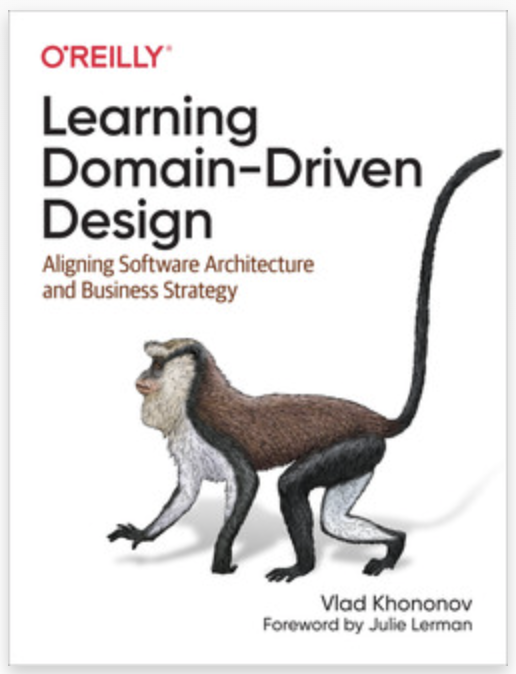 O'REILLY®
Learning
Domain-Driven
Design
Aligning Software Architecture
and Business Strategy
Vlad Khononov
Foreword by Julie Lerman